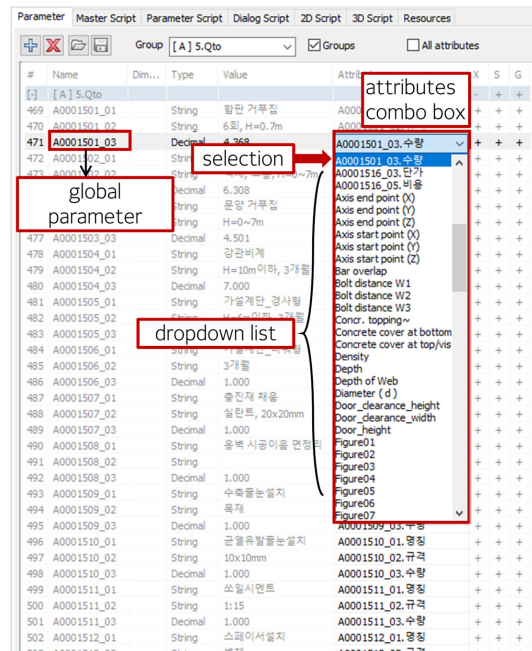 Parameter Master Script Parameter Script Dialog Script 2D Script 3D Script Resources
Group [ A ] 5.Qto Groups All attributes
# Name Dim... Type Value X S G
attributes
combo box
[-] [ A ] 5.Qto - + +
469 A0001501_01 String 합판 거푸집 + + +
470 A0001501_02 String 6회, H=0.7m + + +
471 A0001501_03 Decimal 4.368 A0001501_03.수량 + + +
selection
A0001501_03.수량
A0001516_03.단가
A0001516_05.비용
Axis end point (X)
Axis end point (Y)
Axis end point (Z)
Axis start point (X)
Axis start point (Y)
Axis start point (Z)
Bar overlap
Bolt distance W1
Bolt distance W2
Bolt distance W3
Concr. topping~
Concrete cover at bottom
Concrete cover at top/vis
Density
Depth
Depth of Web
Diameter ( d )
Door_clearance_height
Door_clearance_width
Door_height
Figure01
Figure02
Figure03
Figure04
Figure05
Figure06
Figure07
global
parameter
dropdown list
472
Decimal 6.308
String 문양 거푸집
String H=0~7m
477 A0001503_03 Decimal 4.501
478 A0001504_01 String 강관비계
479 A0001504_02 String H=10m이하, 3개월
480 A0001504_03 Decimal 7.000
481 A0001505_01 String 가설계단_경사형
482 A0001505_02 String
483 A0001505_03
484 A0001506_01
485 A0001506_02 String 3개월
486 A0001506_03 Decimal 1.000
487 A0001507_01 String 충진재 채움
488 A0001507_02 String 실란트, 20x20mm
489 A0001507_03 Decimal 1.000
490 A0001508_01 String 옹벽 시공이음 면정리
491 A0001508_02 String
492 A0001508_03 Decimal 1.000
493 A0001509_01 String 수축줄눈설치
494 A0001509_02 String 목재
495 A0001509_03 Decimal 1.000 A0001509_03.수량 + + +
496 A0001510_01 String 균열유발줄눈설치 A0001510_01.명칭 + + +
497 A0001510_02 String 10x10mm A0001510_02.규격 + + +
498 A0001510_03 Decimal 1.000 A0001510_03.수량 + + +
499 A0001511_01 String 쏘일시멘트 A0001511_01.명칭 + + +
500 A0001511_02 String 1:15 A0001511_02.규격 + + +
501 A0001511_03 Decimal 1.000 A0001511_03.수량 + + +
502 A0001512_01 String 스페이서설치 A0001512_01.명칭 + + +